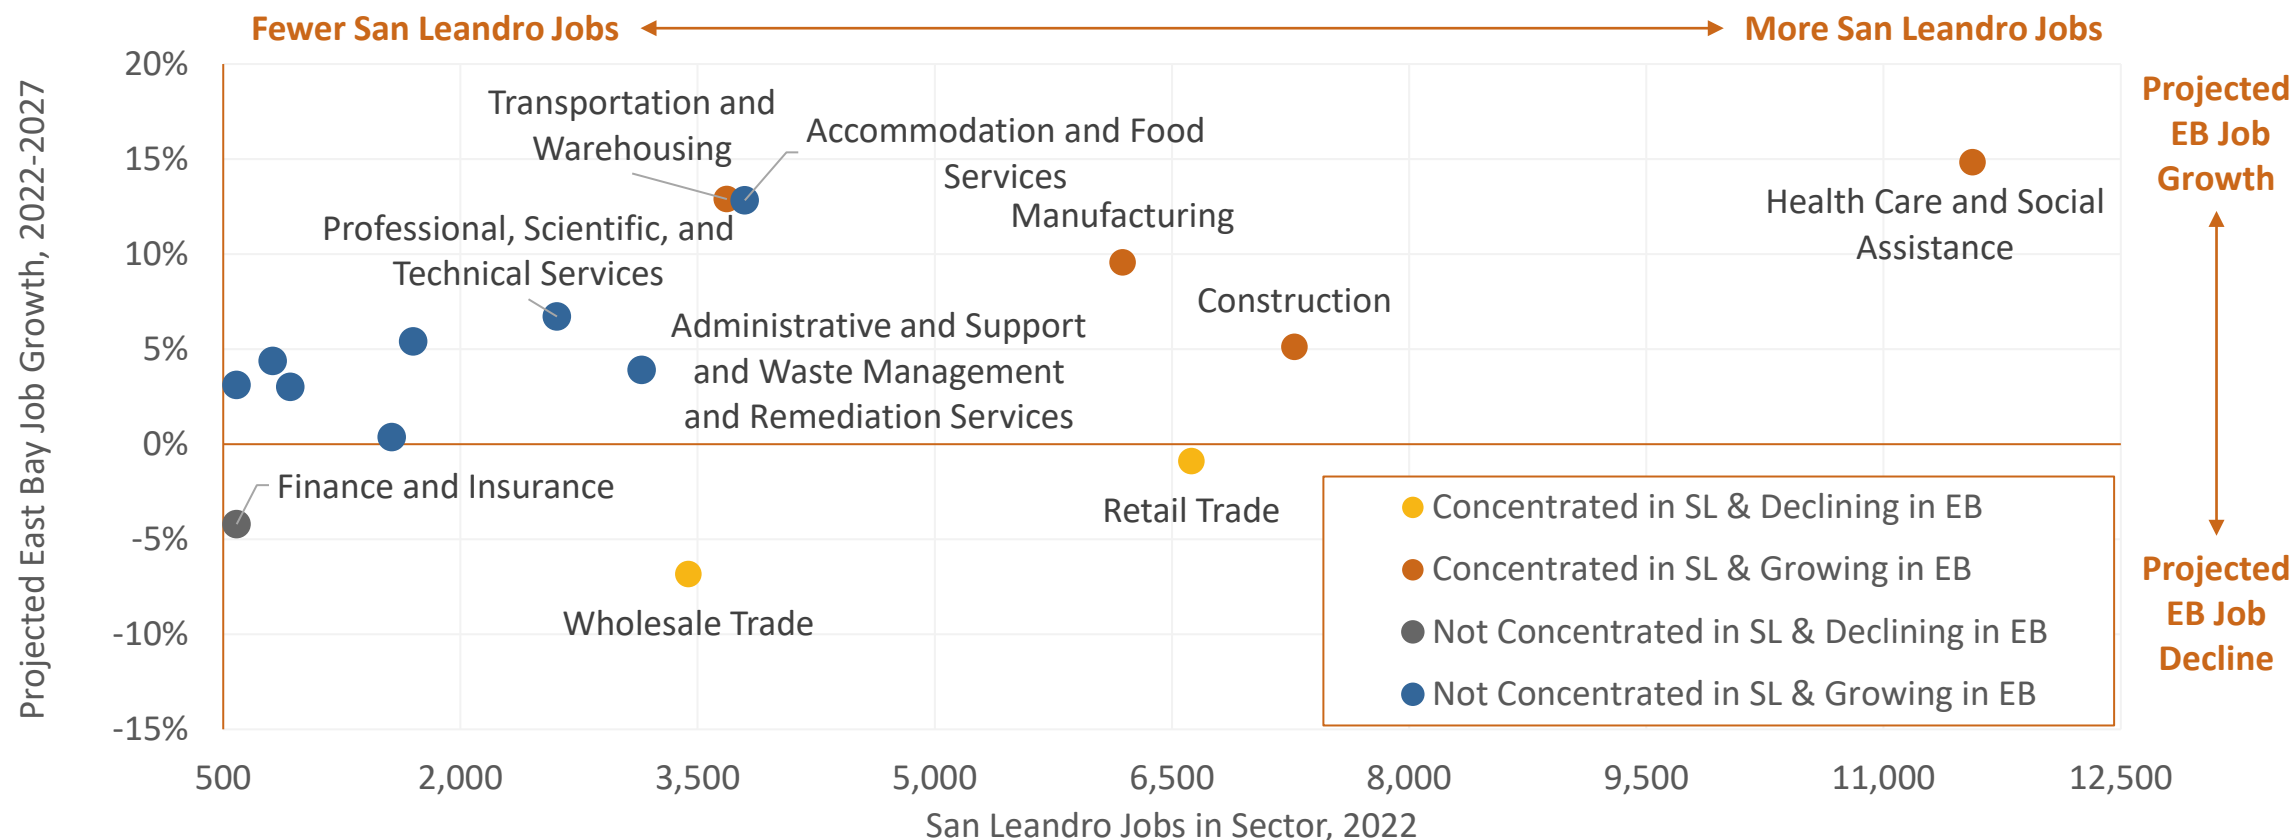 Fewer San Leandro Jobs
More San Leandro Jobs
Projected East Bay Job Growth, 2022-2027
20%
15%
10%
5%
0%
-5%
-10%
-15%
Transportation and
Warehousing
Accommodation and Food
Services
Manufacturing
Professional, Scientific, and
Technical Services
Health Care and Social
Assistance
Construction
Administrative and Support
and Waste Management
and Remediation Services
Finance and Insurance
Retail Trade
Wholesale Trade
Concentrated in SL & Declining in EB
Concentrated in SL & Growing in EB
Not Concentrated in SL & Declining in EB
Not Concentrated in SL & Growing in EB
Projected
EB Job
Growth
Projected
EB Job
Decline
500
2,000
3,500
5,000
6,500
8,000
9,500
11,000
12,500
San Leandro Jobs in Sector, 2022